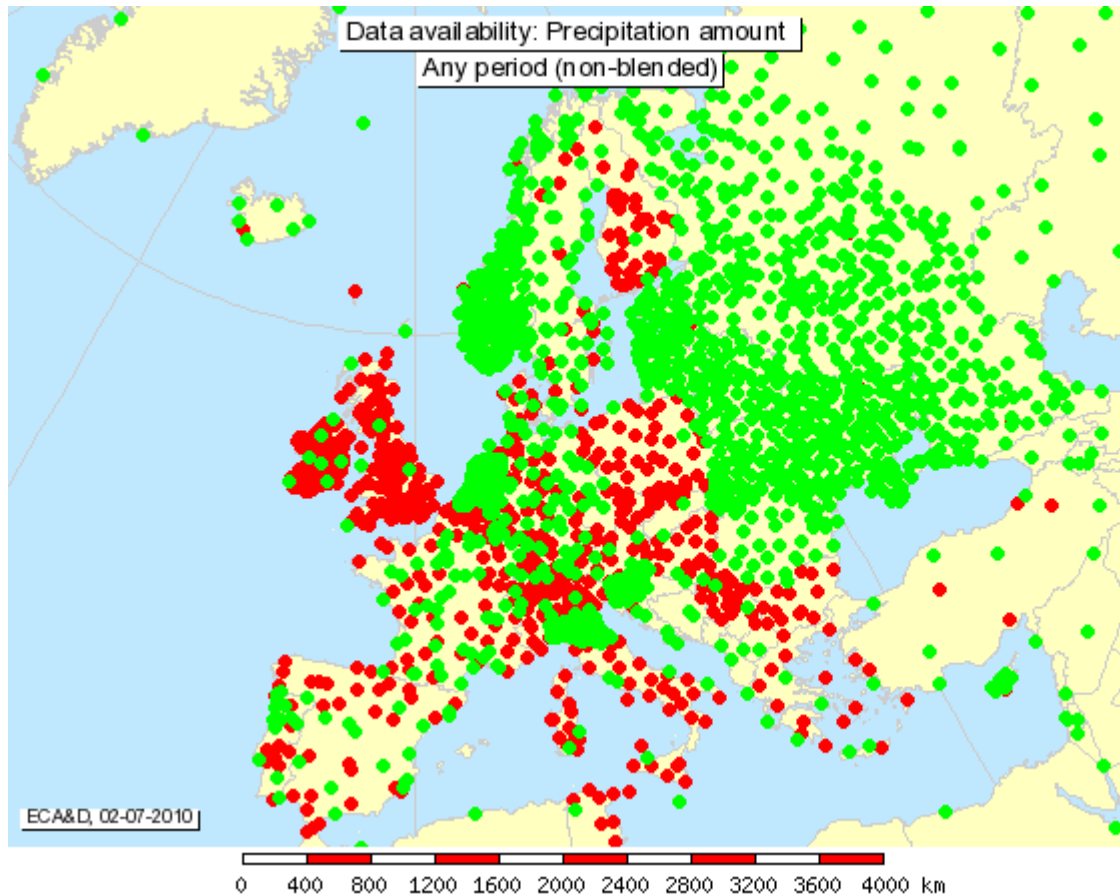 Data availability: Precipitation amount
Any period (non-blended)
ECA&D, 02-07-2010
0 400 800 1200 1600 2000 2400 2800 3200 3600 4000 km